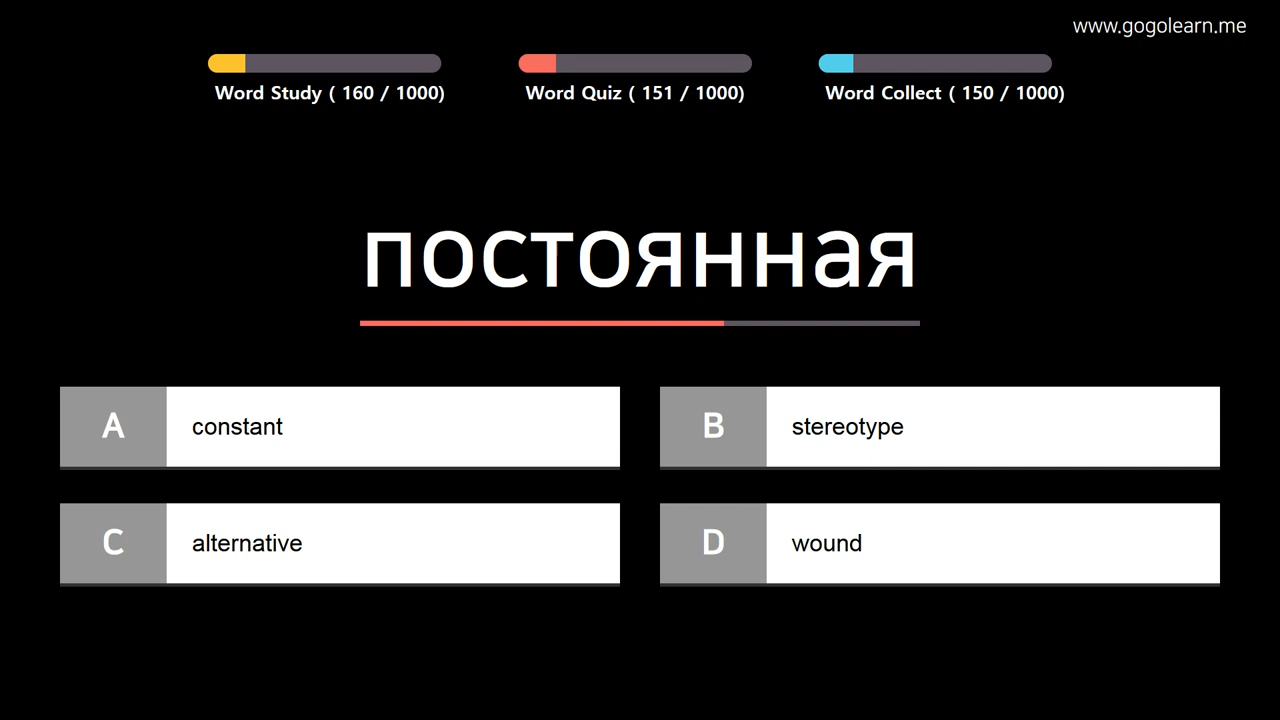 www.gogolearn.me
Word Study ( 160 / 1000)
Word Quiz ( 151 / 1000)
Word Collect ( 150 / 1000)
постоянная
A constant
B stereotype
C alternative
D wound